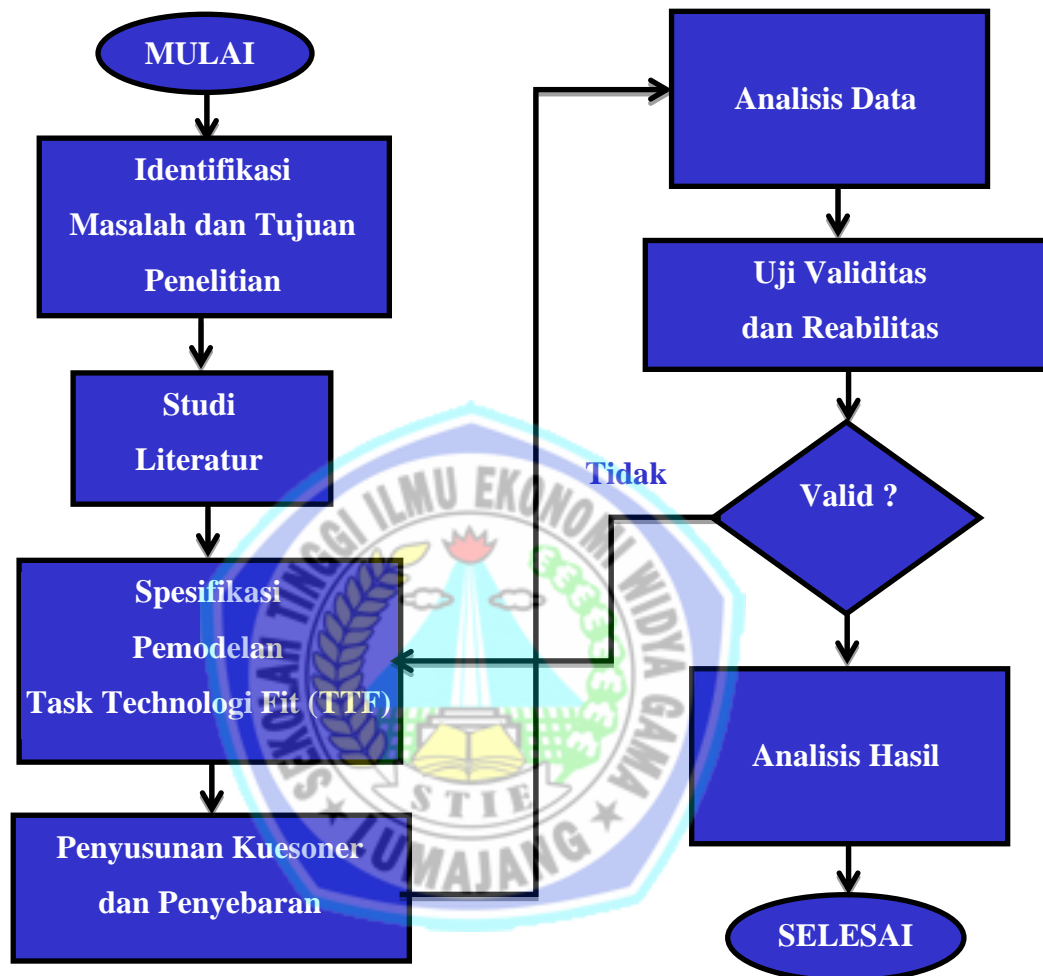 MULAI
Identifikasi
Masalah dan Tujuan
Penelitian
Studi
Literatur
Spesifikasi
Pemodelan
Task Technologi Fit (TTF)
Penyusunan Kuesoner
dan Penyebaran
Analisis Data
Uji Validitas
dan Reabilitas
Valid ?
Tidak
Analisis Hasil
SELESAI
SEKOLAH TINGGI ILMU EKONOMI WIDYA GAMA
STIE
LUMAJANG